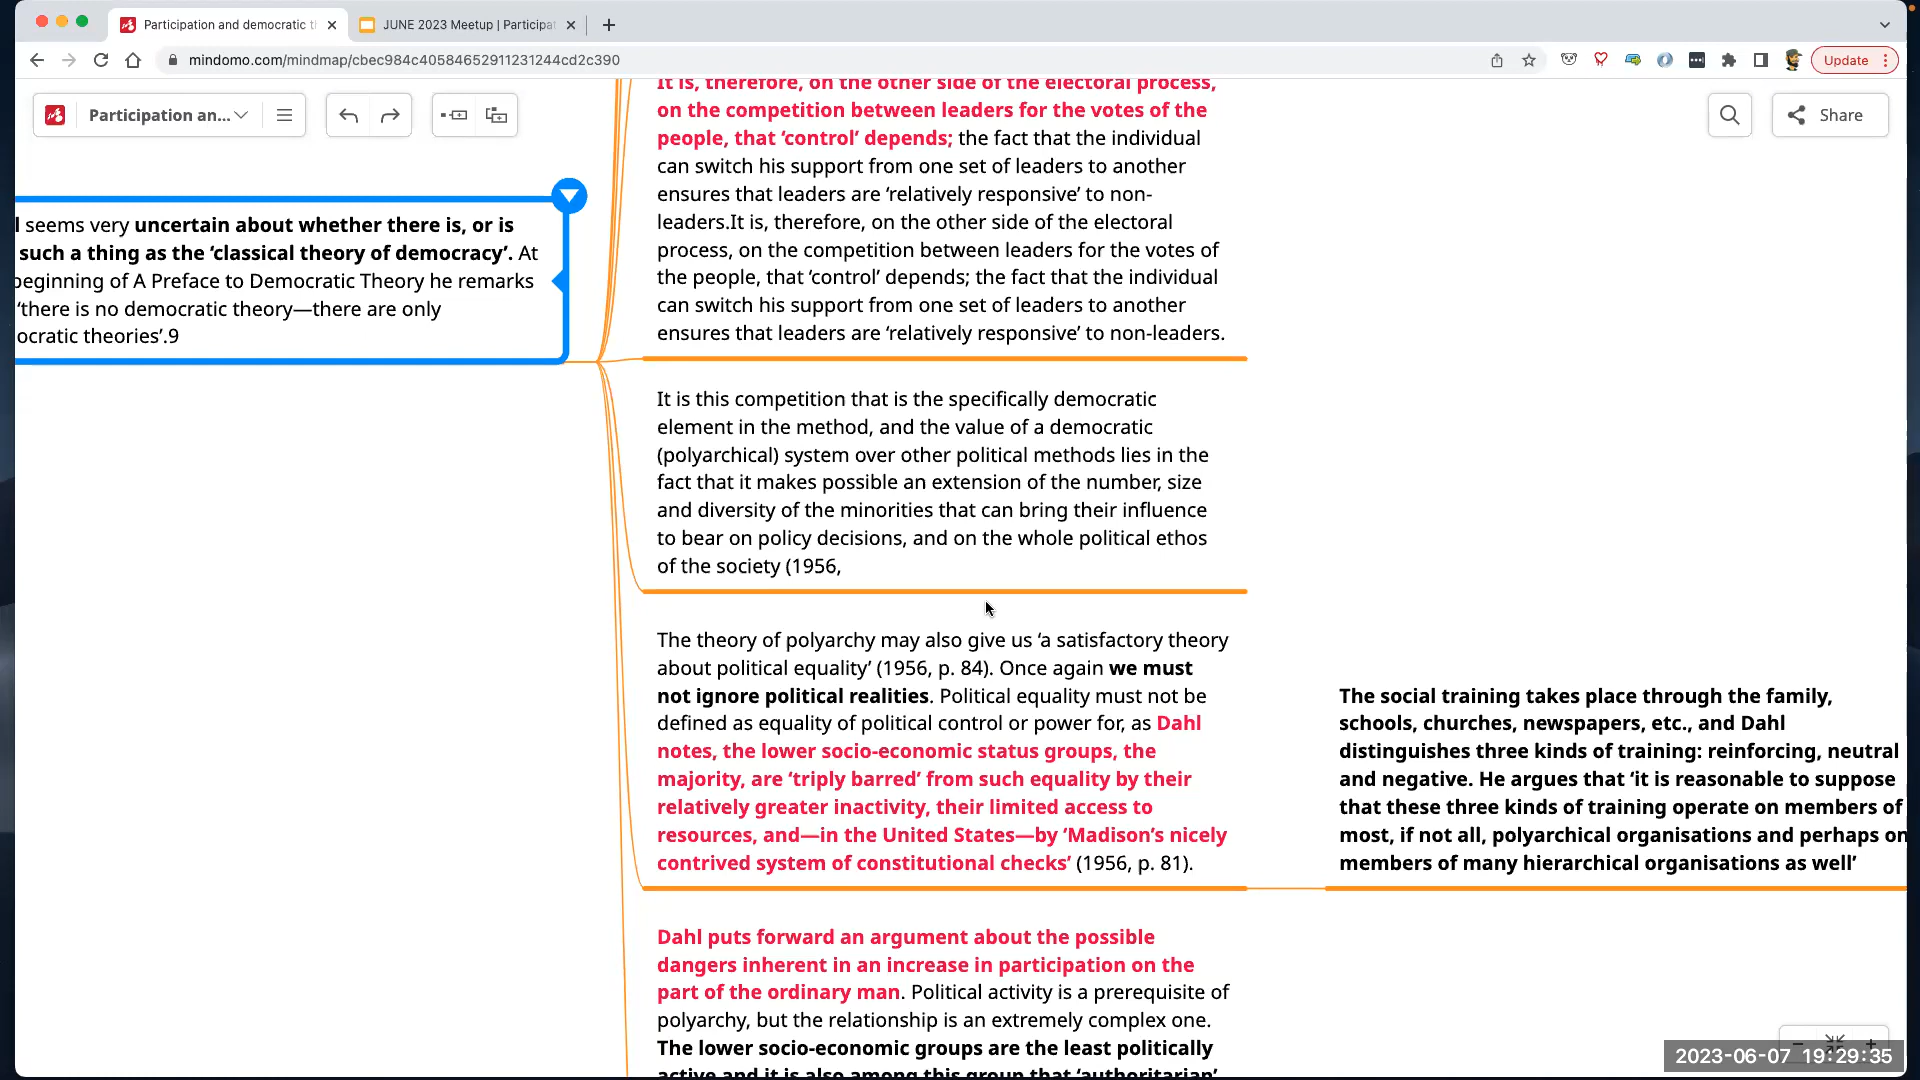 Participation and democratic t
JUNE 2023 Meetup | Participat
mindomo.com/mindmap/cbec984c40584652911231244cd2c390
Update
Participation an...
Share
It is, therefore, on the other side of the electoral process,
on the competition between leaders for the votes of the
people, that ‘control’ depends; the fact that the individual
can switch his support from one set of leaders to another
ensures that leaders are ‘relatively responsive’ to non-
leaders.It is, therefore, on the other side of the electoral
process, on the competition between leaders for the votes of
the people, that ‘control’ depends; the fact that the individual
can switch his support from one set of leaders to another
ensures that leaders are ‘relatively responsive’ to non-leaders.
l seems very uncertain about whether there is, or is
such a thing as the ‘classical theory of democracy’. At
beginning of A Preface to Democratic Theory he remarks
‘there is no democratic theory—there are only
ocratic theories’.9
It is this competition that is the specifically democratic
element in the method, and the value of a democratic
(polyarchical) system over other political methods lies in the
fact that it makes possible an extension of the number, size
and diversity of the minorities that can bring their influence
to bear on policy decisions, and on the whole political ethos
of the society (1956,
The theory of polyarchy may also give us ‘a satisfactory theory
about political equality’ (1956, p. 84). Once again we must
not ignore political realities. Political equality must not be
defined as equality of political control or power for, as Dahl
notes, the lower socio-economic status groups, the
majority, are ‘triply barred’ from such equality by their
relatively greater inactivity, their limited access to
resources, and—in the United States—by ‘Madison’s nicely
contrived system of constitutional checks’ (1956, p. 81).
The social training takes place through the family,
schools, churches, newspapers, etc., and Dahl
distinguishes three kinds of training: reinforcing, neutral
and negative. He argues that ‘it is reasonable to suppose
that these three kinds of training operate on members of
most, if not all, polyarchical organisations and perhaps on
members of many hierarchical organisations as well’
Dahl puts forward an argument about the possible
dangers inherent in an increase in participation on the
part of the ordinary man. Political activity is a prerequisite of
polyarchy, but the relationship is an extremely complex one.
The lower socio-economic groups are the least politically
active and it is also among this group that ‘authoritarian’
2023-06-07 19:29:35